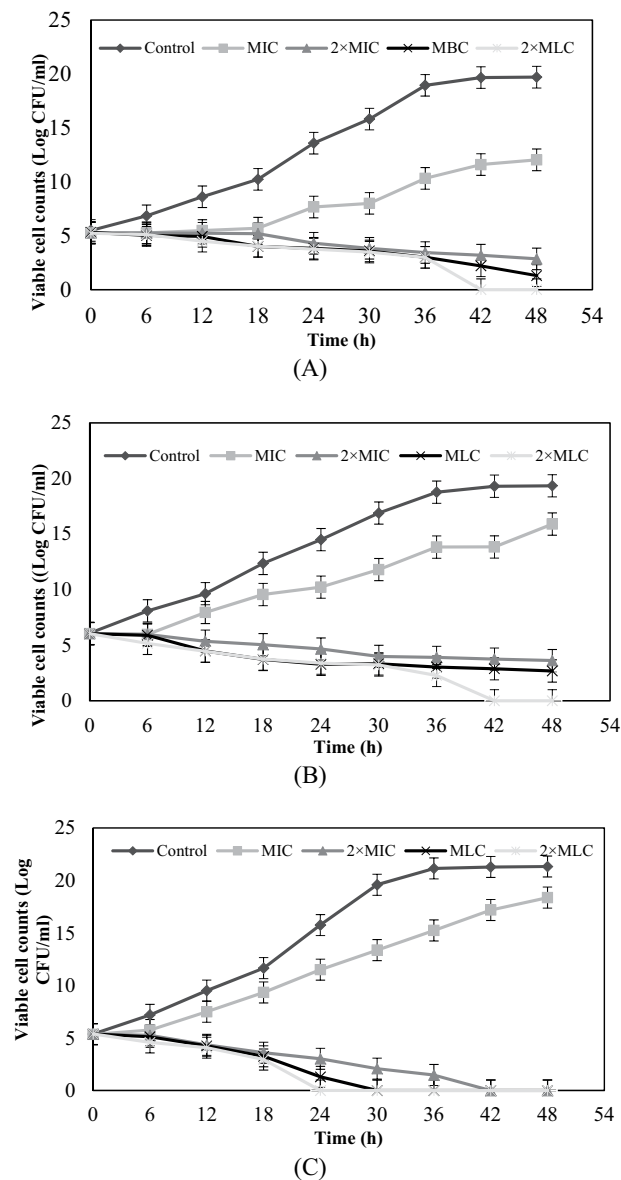 25
Control MIC 2×MIC MBC 2×MLC
20
15
10
5
0
Viable cell counts (Log CFU/ml)
0 6 12 18 24 30 36 42 48 54
Time (h)
(A)
25
Control MIC 2×MIC MLC 2×MLC
20
15
10
5
0
Viable cell counts ((Log CFU/ml)
0 6 12 18 24 30 36 42 48 54
Time (h)
(B)
25
Control MIC 2×MIC MLC 2×MLC
20
15
10
5
0
Viable cell counts (Log
CFU/ml)
0 6 12 18 24 30 36 42 48 54
Time (h)
(C)